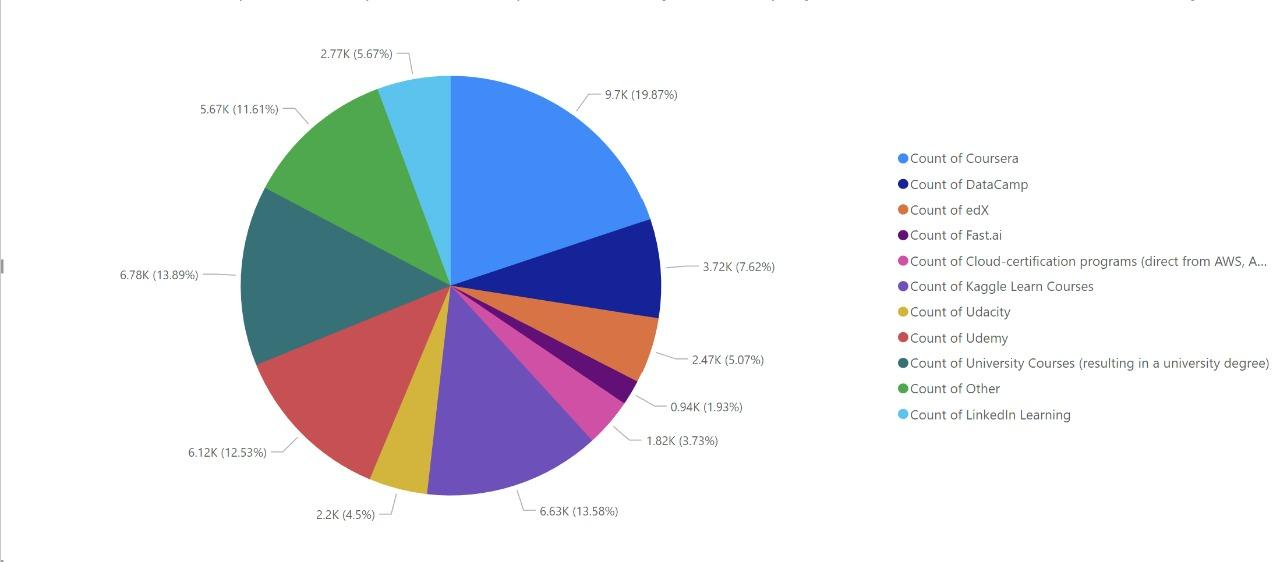 2.77K (5.67%)
9.7K (19.87%)
5.67K (11.61%)
3.72K (7.62%)
6.78K (13.89%)
2.47K (5.07%)
0.94K (1.93%)
1.82K (3.73%)
6.12K (12.53%)
6.63K (13.58%)
2.2K (4.5%)
Count of Coursera
Count of DataCamp
Count of edX
Count of Fast.ai
Count of Cloud-certification programs (direct from AWS, A...
Count of Kaggle Learn Courses
Count of Udacity
Count of Udemy
Count of University Courses (resulting in a university degree)
Count of Other
Count of LinkedIn Learning